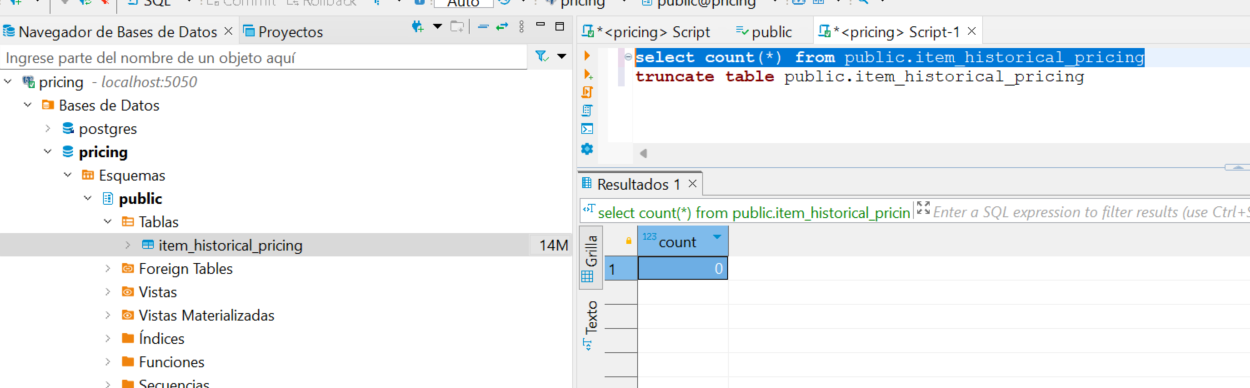 SQL
Commit
Rollback
Auto
pricing
public@pricing
Navegador de Bases de Datos
Proyectos
Ingrese parte del nombre de un objeto aquí
pricing - localhost:5050
Bases de Datos
postgres
pricing
Esquemas
public
Tablas
item_historical_pricing 14M
Foreign Tables
Vistas
Vistas Materializadas
Índices
Funciones
Secuencias
*<pricing> Script
public
*<pricing> Script-1
select count(*) from public.item_historical_pricing
truncate table public.item_historical_pricing
Resultados 1
select count(*) from public.item_historical_pricin
Enter a SQL expression to filter results (use Ctrl+S
Grilla
Texto
123 count
1 0